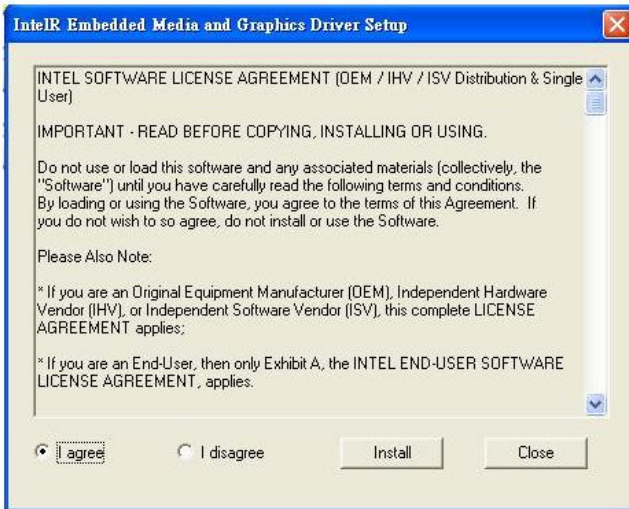 IntelR Embedded Media and Graphics Driver Setup
INTEL SOFTWARE LICENSE AGREEMENT (OEM / IHV / ISV Distribution & Single
User)
IMPORTANT - READ BEFORE COPYING, INSTALLING OR USING.
Do not use or load this software and any associated materials (collectively, the
"Software") until you have carefully read the following terms and conditions.
By loading or using the Software, you agree to the terms of this Agreement. If
you do not wish to so agree, do not install or use the Software.
Please Also Note:
* If you are an Original Equipment Manufacturer (OEM), Independent Hardware
Vendor (IHV), or Independent Software Vendor (ISV), this complete LICENSE
AGREEMENT applies;
* If you are an End-User, then only Exhibit A, the INTEL END-USER SOFTWARE
LICENSE AGREEMENT, applies.
I agree
I disagree
Install
Close